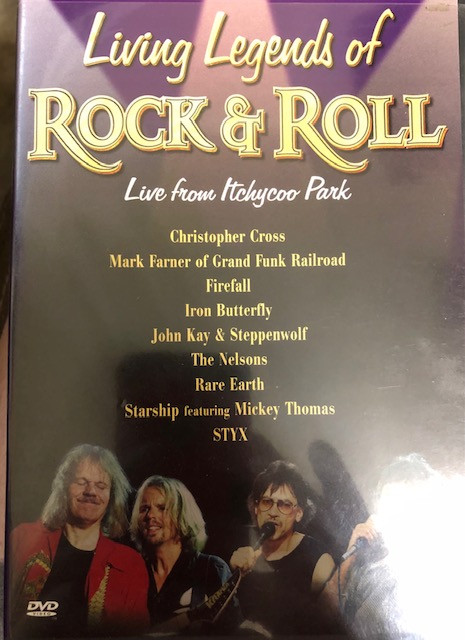 Living Legends of
ROCK & ROLL
Live from Itchycoo Park
Christopher Cross
Mark Farner of Grand Funk Railroad
Firefall
Iron Butterfly
John Kay & Steppenwolf
The Nelsons
Rare Earth
Starship featuring Mickey Thomas
STYX
DVD
VIDEO